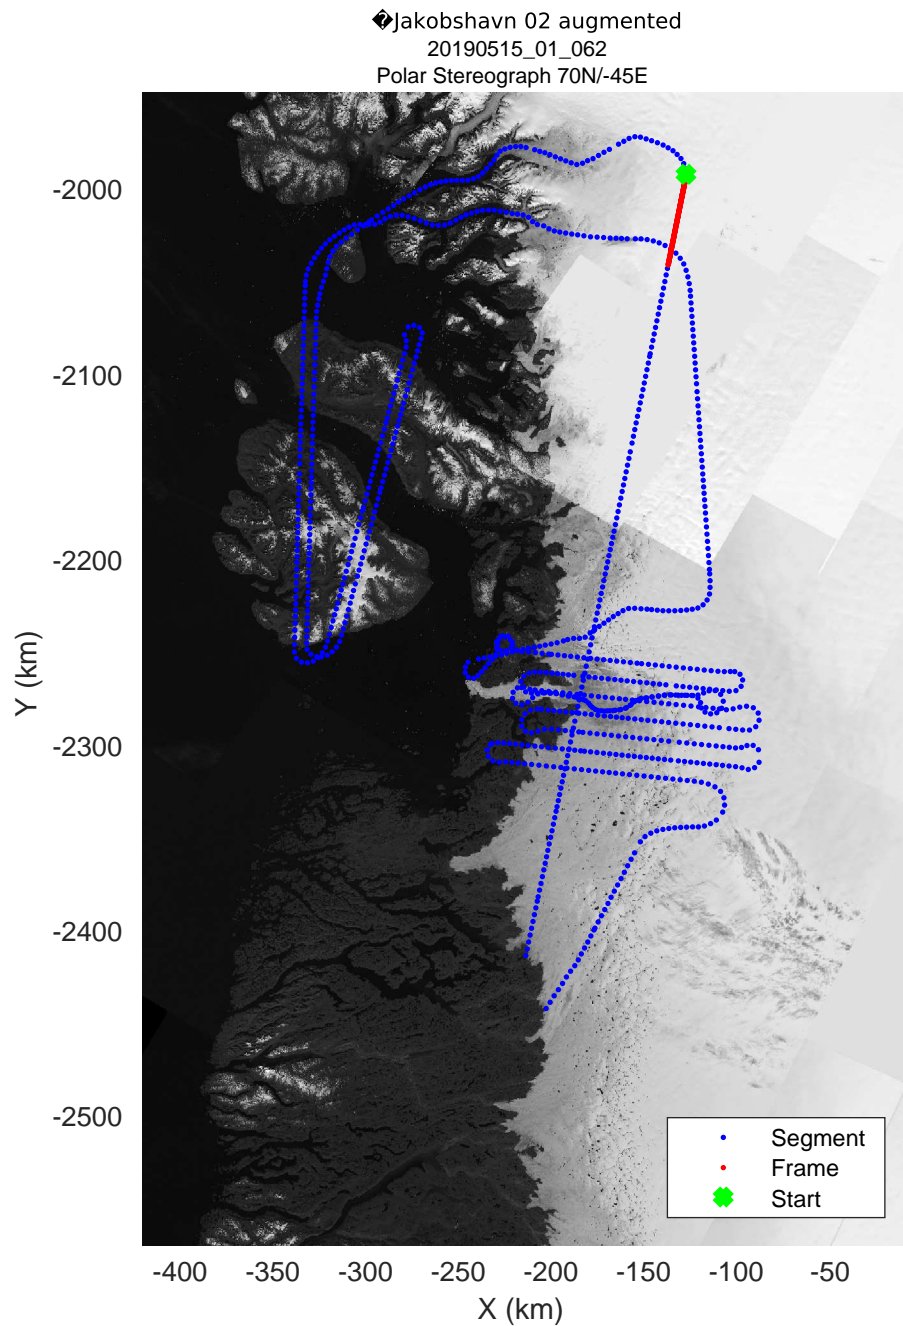 �Jakobshavn 02 augmented
20190515_01_062
Polar Stereograph 70N/-45E
-2000
-2100
-2200
-2300
-2400
-2500
Y (km)
-400 -350 -300 -250 -200 -150 -100 -50
X (km)
Segment
Frame
Start